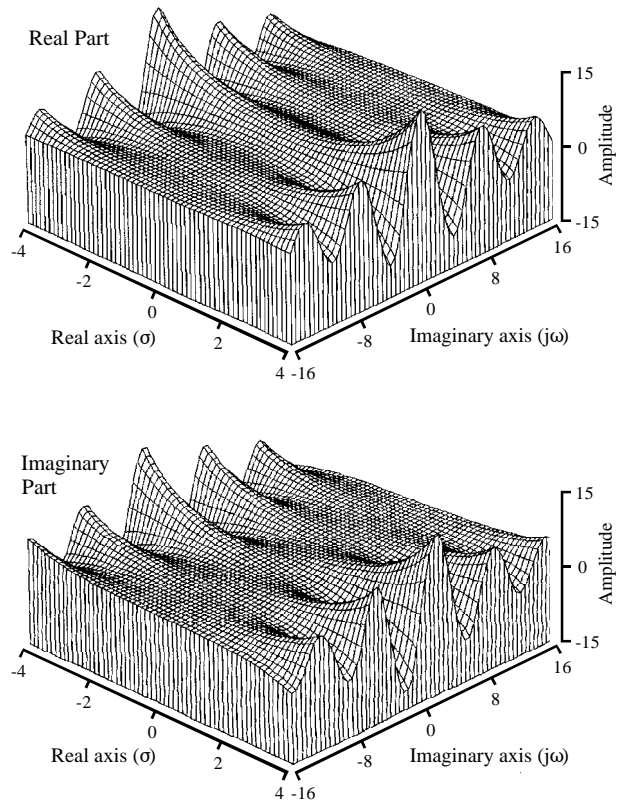 Real Part
15
0
-15
Amplitude
-4
-2
0
2
4
-16
-8
0
8
16
Real axis (σ)
Imaginary axis (jω)
Imaginary
Part
15
0
-15
Amplitude
-4
-2
0
2
4
-16
-8
0
8
16
Real axis (σ)
Imaginary axis (jω)